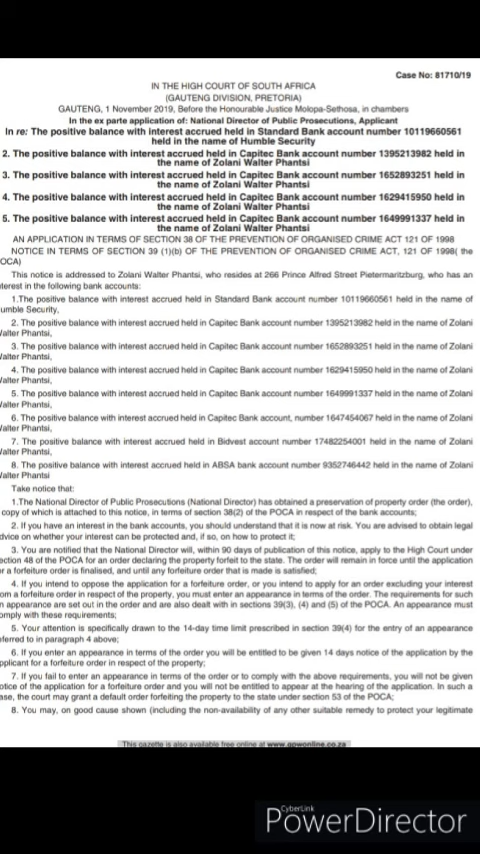 Case No: 81710/19
IN THE HIGH COURT OF SOUTH AFRICA
(GAUTENG DIVISION, PRETORIA)
GAUTENG, 1 November 2019, Before the Honourable Justice Molopa-Sethosa, in chambers
In the ex parte application of: National Director of Public Prosecutions, Applicant
In re: The positive balance with interest accrued held in Standard Bank account number 10119660561
held in the name of Humble Security
2. The positive balance with interest accrued held in Capitec Bank account number 1395213982 held in
the name of Zolani Walter Phantsi
3. The positive balance with interest accrued held in Capitec Bank account number 1652893251 held in
the name of Zolani Walter Phantsi
4. The positive balance with interest accrued held in Capitec Bank account number 1629415950 held in
the name of Zolani Walter Phantsi
5. The positive balance with interest accrued held in Capitec Bank account number 1649991337 held in
the name of Zolani Walter Phantsi
AN APPLICATION IN TERMS OF SECTION 38 OF THE PREVENTION OF ORGANISED CRIME ACT 121 OF 1998
NOTICE IN TERMS OF SECTION 39 (1)(b) OF THE PREVENTION OF ORGANISED CRIME ACT, 121 OF 1998( the
OCA)
This notice is addressed to Zolani Walter Phantsi, who resides at 266 Prince Alfred Street Pietermaritzburg, who has an
terest in the following bank accounts:
1.The positive balance with interest accrued held in Standard Bank account number 10119660561 held in the name of
umble Security,
2. The positive balance with interest accrued held in Capitec Bank account number 1395213982 held in the name of Zolani
Walter Phantsi,
3. The positive balance with interest accrued held in Capitec Bank account number 1652893251 held in the name of Zolani
Walter Phantsi,
4. The positive balance with interest accrued held in Capitec Bank account number 1629415950 held in the name of Zolani
Walter Phantsi,
5. The positive balance with interest accrued held in Capitec Bank account number 1649991337 held in the name of Zolani
Walter Phantsi,
6. The positive balance with interest accrued held in Capitec Bank account, number 1647454067 held in the name of Zolani
Walter Phantsi,
7. The positive balance with interest accrued held in Bidvest account number 17482254001 held in the name of Zolani
Walter Phantsi,
8. The positive balance with interest accrued held in ABSA bank account number 9352746442 held in the name of Zolani
Walter Phantsi
Take notice that:
1.The National Director of Public Prosecutions (National Director) has obtained a preservation of property order (the order),
copy of which is attached to this notice, in terms of section 38(2) of the POCA in respect of the bank accounts;
2. If you have an interest in the bank accounts, you should understand that it is now at risk. You are advised to obtain legal
dvice on whether your interest can be protected and, if so, on how to protect it;
3. You are notified that the National Director will, within 90 days of publication of this notice, apply to the High Court under
ection 48 of the POCA for an order declaring the property forfeit to the state. The order will remain in force until the application
r a forfeiture order is finalised, and until any forfeiture order that is made is satisfied;
4. If you intend to oppose the application for a forfeiture order, or you intend to apply for an order excluding your interest
om a forfeiture order in respect of the property, you must enter an appearance in terms of the order. The requirements for such
n appearance are set out in the order and are also dealt with in sections 39(3), (4) and (5) of the POCA. An appearance must
omply with these requirements;
5. Your attention is specifically drawn to the 14-day time limit prescribed in section 39(4) for the entry of an appearance
eferred to in paragraph 4 above;
6. If you enter an appearance in terms of the order you will be entitled to be given 14 days notice of the application by the
pplicant for a forfeiture order in respect of the property;
7. If you fail to enter an appearance in terms of the order or to comply with the above requirements, you will not be given
otice of the application for a forfeiture order and you will not be entitled to appear at the hearing of the application. In such a
ase, the court may grant a default order forfeiting the property to the state under section 53 of the POCA;
8. You may, on good cause shown (including the non-availability of any other suitable remedy to protect your legitimate
This gazette is also available free online at www.gpwonline.co.za
CyberLink
PowerDirector